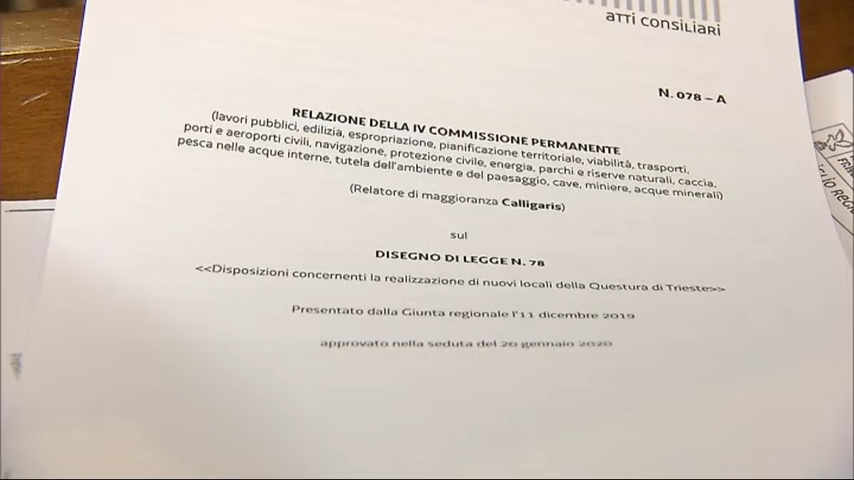 atti consiliari
N. 078 – A
RELAZIONE DELLA IV COMMISSIONE PERMANENTE
(lavori pubblici, edilizia, espropriazione, pianificazione territoriale, viabilità, trasporti,
porti e aeroporti civili, navigazione, protezione civile, energia, parchi e riserve naturali, caccia,
pesca nelle acque interne, tutela dell'ambiente e del paesaggio, cave, miniere, acque minerali)
(Relatore di maggioranza Calligaris)
sul
DISEGNO DI LEGGE N. 78
<<Disposizioni concernenti la realizzazione di nuovi locali della Questura di Trieste>>
Presentato dalla Giunta regionale l'11 dicembre 2019
approvato nella seduta del 20 gennaio 2020